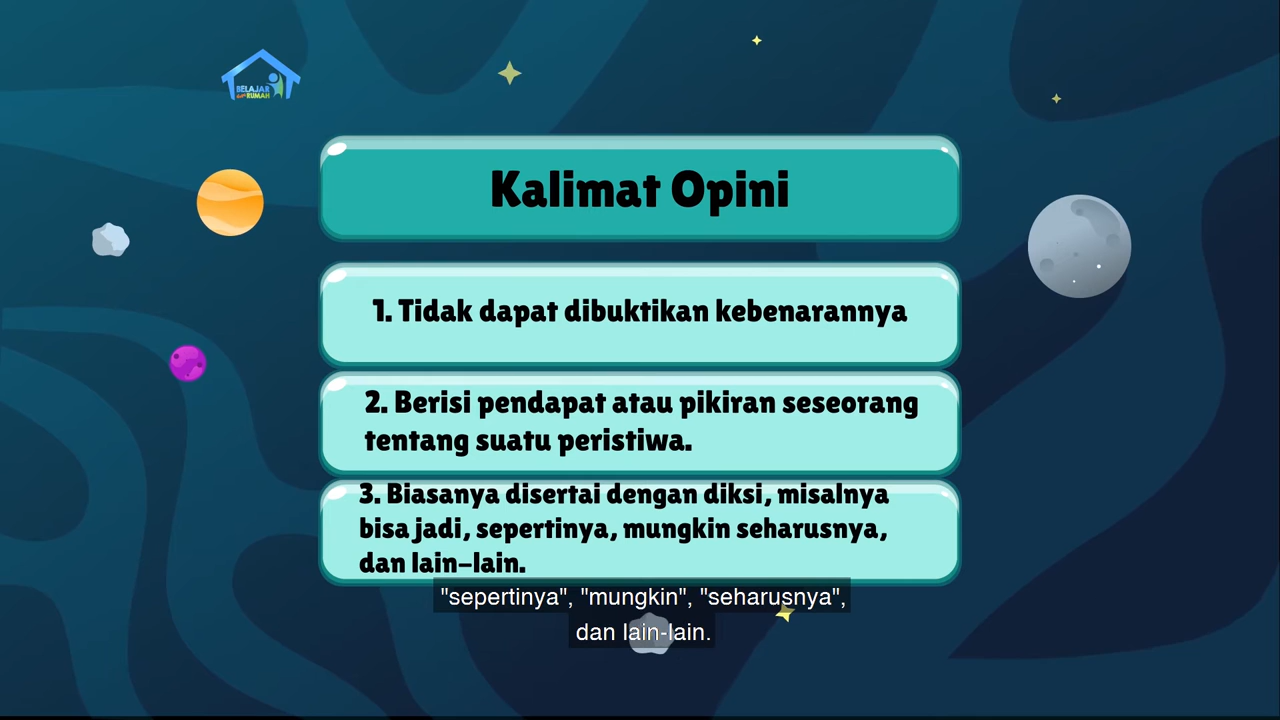 BELAJAR
dari RUMAH
Kalimat Opini
1. Tidak dapat dibuktikan kebenarannya
2. Berisi pendapat atau pikiran seseorang
tentang suatu peristiwa.
3. Biasanya disertai dengan diksi, misalnya
bisa jadi, sepertinya, mungkin seharusnya,
dan lain-lain.
"sepertinya", "mungkin", "seharusnya",
dan lain-lain.